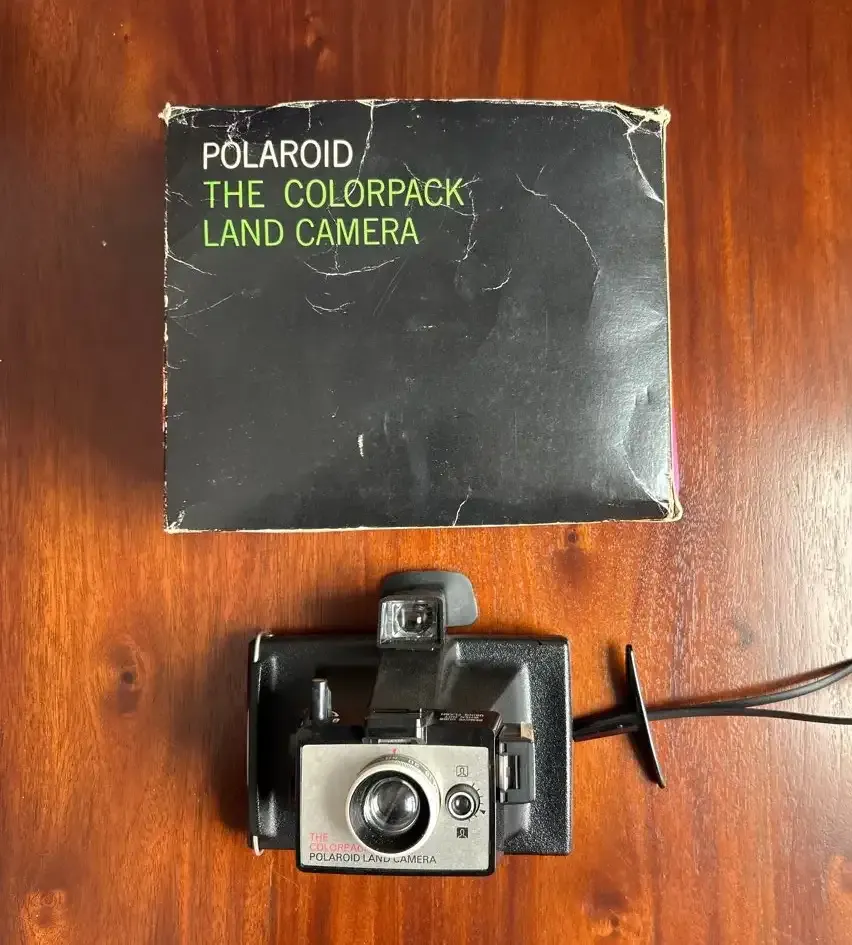 POLAROID
THE COLORPACK
LAND CAMERA
THE
COLORPACK
POLAROID LAND CAMERA